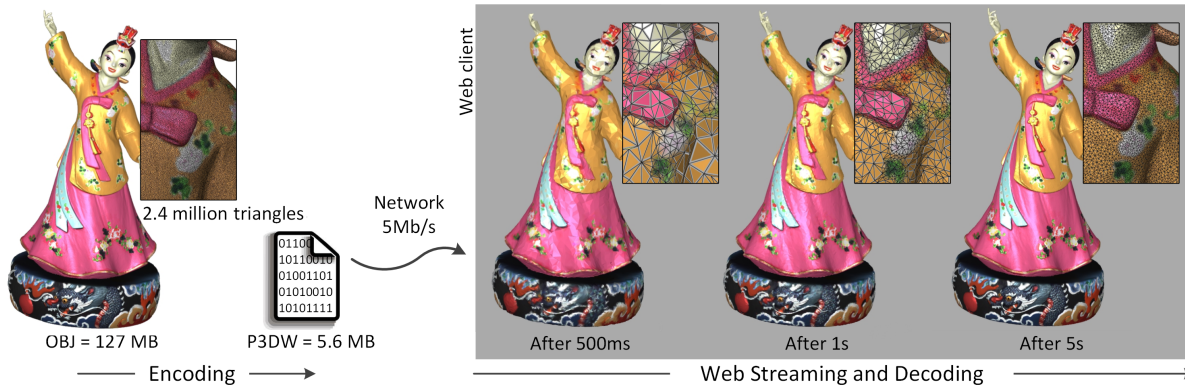 2.4 million triangles
OBJ = 127 MB
01100
10110010
01001101
01010010
10101111
P3DW = 5.6 MB
Encoding
Network
5Mb/s
Web client
After 500ms
After 1s
After 5s
Web Streaming and Decoding